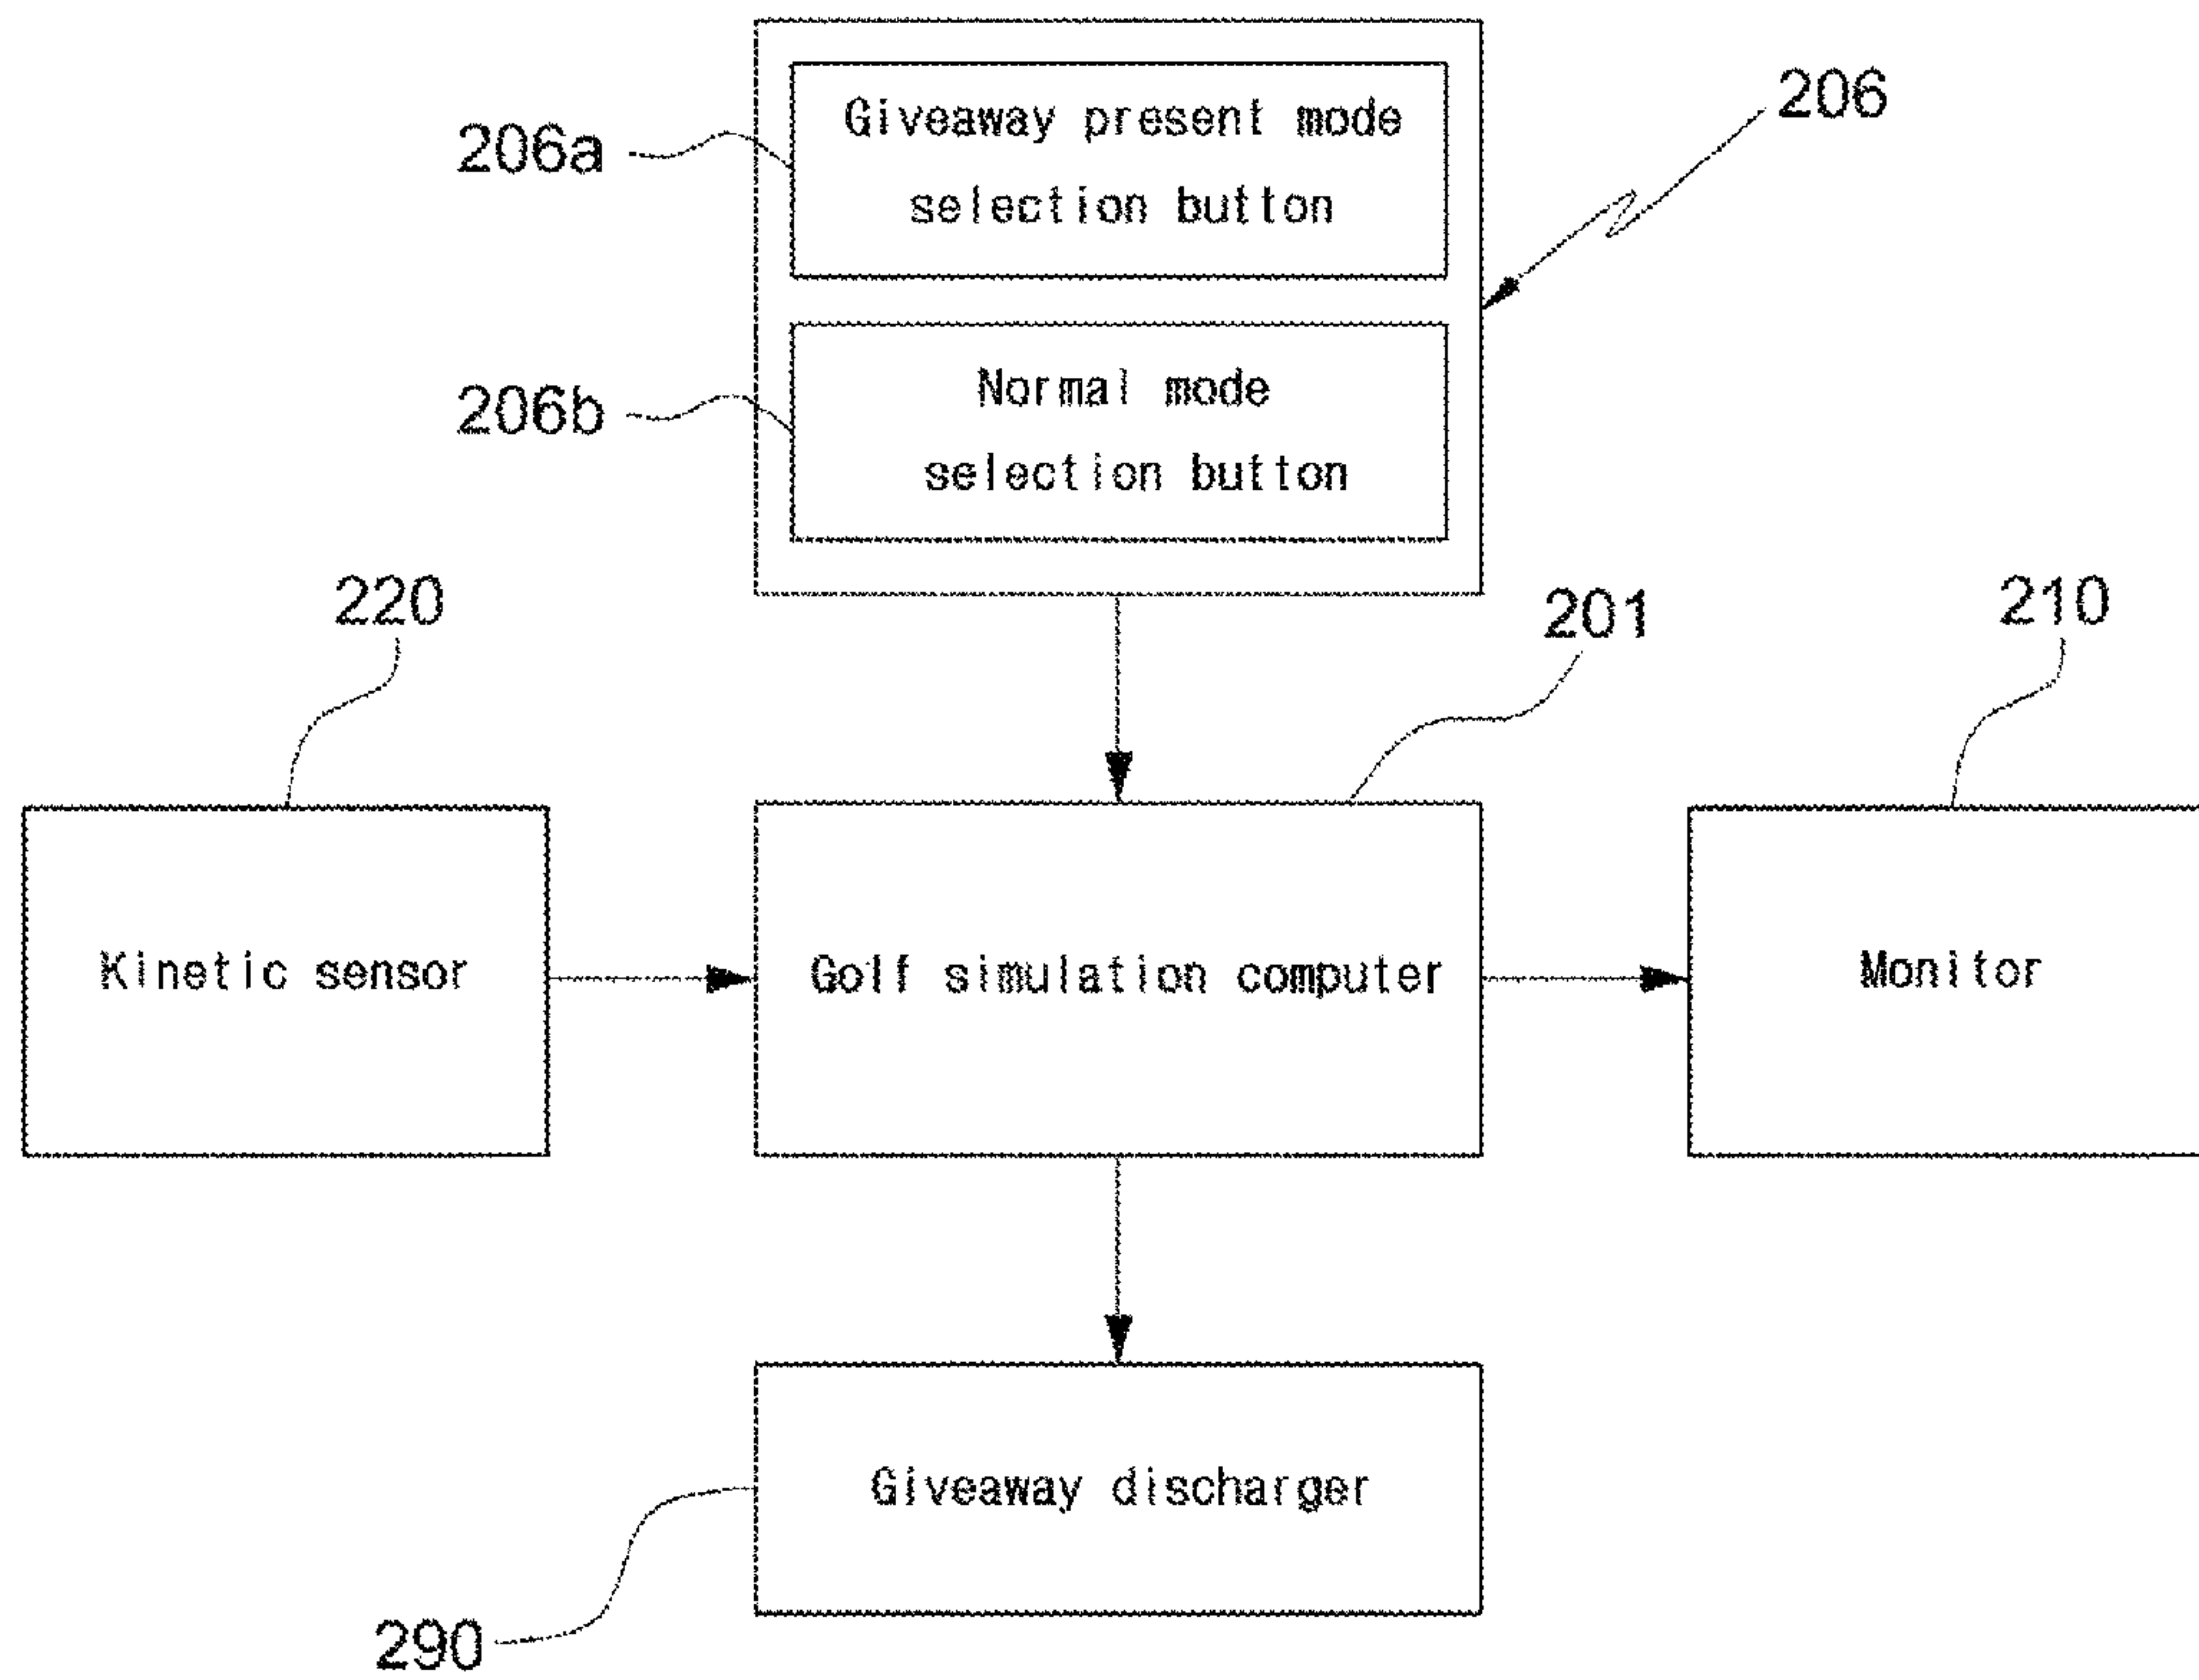 206
206a
Giveaway present mode
selection button
206b
Normal mode
selection button
220
201
210
Kinetic sensor
Golf simulation computer
Monitor
Giveaway discharger
290